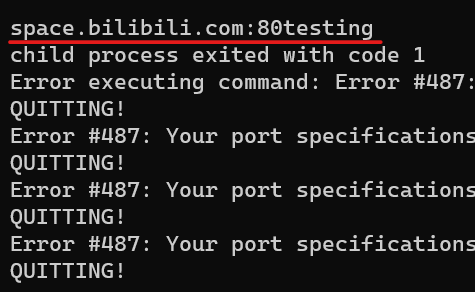 space.bilibili.com:80testing
child process exited with code 1
Error executing command: Error #487:
QUITTING!
Error #487: Your port specifications
QUITTING!
Error #487: Your port specifications
QUITTING!
Error #487: Your port specifications
QUITTING!